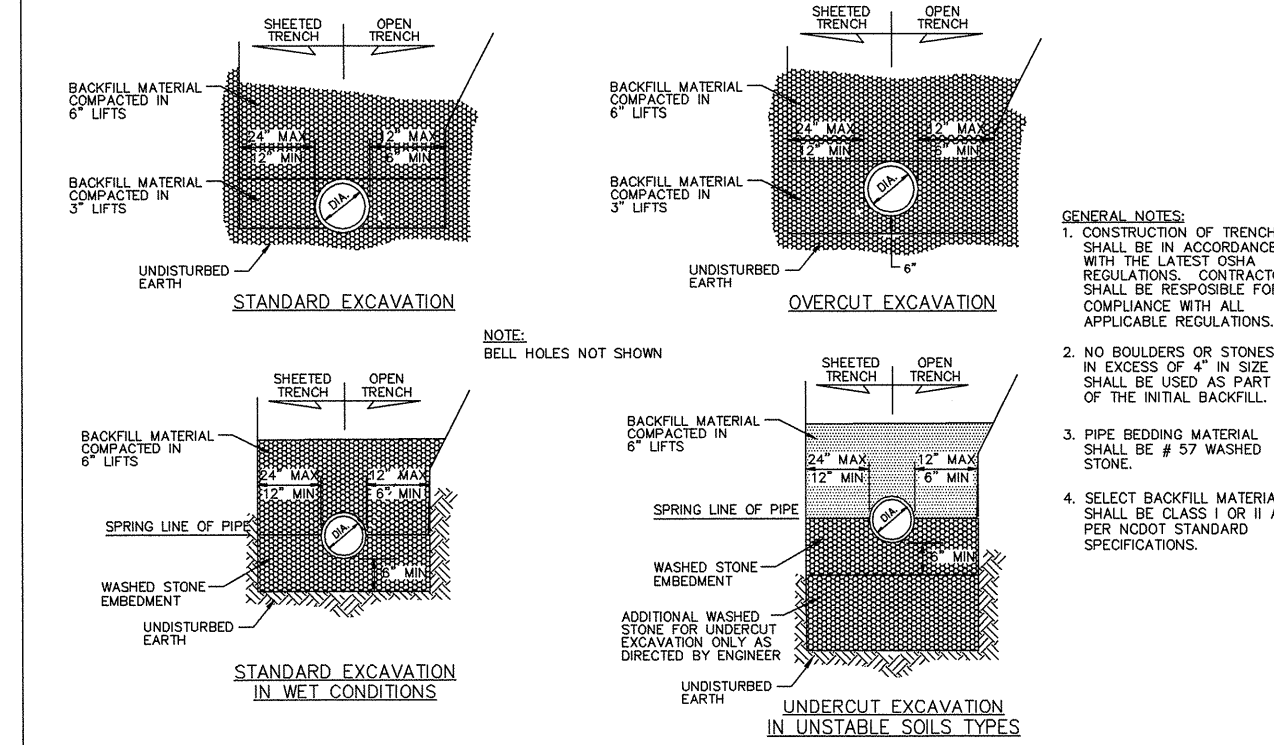 SHEETED
TRENCH
OPEN
TRENCH
BACKFILL MATERIAL
COMPACTED IN
6" LIFTS
24" MAX
12" MIN
12" MAX
6" MIN
BACKFILL MATERIAL
COMPACTED IN
3" LIFTS
DIA.
UNDISTURBED
EARTH
STANDARD EXCAVATION
SHEETED
TRENCH
OPEN
TRENCH
BACKFILL MATERIAL
COMPACTED IN
6" LIFTS
24" MAX
12" MIN
12" MAX
6" MIN
BACKFILL MATERIAL
COMPACTED IN
3" LIFTS
DIA.
UNDISTURBED
EARTH
6"
OVERCUT EXCAVATION
NOTE:
BELL HOLES NOT SHOWN
SHEETED
TRENCH
OPEN
TRENCH
BACKFILL MATERIAL
COMPACTED IN
6" LIFTS
24" MAX
12" MIN
12" MAX
6" MIN
SPRING LINE OF PIPE
DIA.
6" MIN
WASHED STONE
EMBEDMENT
UNDISTURBED
EARTH
STANDARD EXCAVATION
IN WET CONDITIONS
SHEETED
TRENCH
OPEN
TRENCH
BACKFILL MATERIAL
COMPACTED IN
6" LIFTS
24" MAX
12" MIN
12" MAX
6" MIN
SPRING LINE OF PIPE
DIA.
6" MIN
WASHED STONE
EMBEDMENT
ADDITIONAL WASHED
STONE FOR UNDERCUT
EXCAVATION ONLY AS
DIRECTED BY ENGINEER
UNDISTURBED
EARTH
UNDERCUT EXCAVATION
IN UNSTABLE SOILS TYPES
GENERAL NOTES:
1. CONSTRUCTION OF TRENCH
SHALL BE IN ACCORDANCE
WITH THE LATEST OSHA
REGULATIONS. CONTRACTO
SHALL BE RESPOSIBLE FOR
COMPLIANCE WITH ALL
APPLICABLE REGULATIONS.
2. NO BOULDERS OR STONES
IN EXCESS OF 4" IN SIZE
SHALL BE USED AS PART
OF THE INITIAL BACKFILL.
3. PIPE BEDDING MATERIAL
SHALL BE # 57 WASHED
STONE.
4. SELECT BACKFILL MATERIA
SHALL BE CLASS I OR II A
PER NCDOT STANDARD
SPECIFICATIONS.